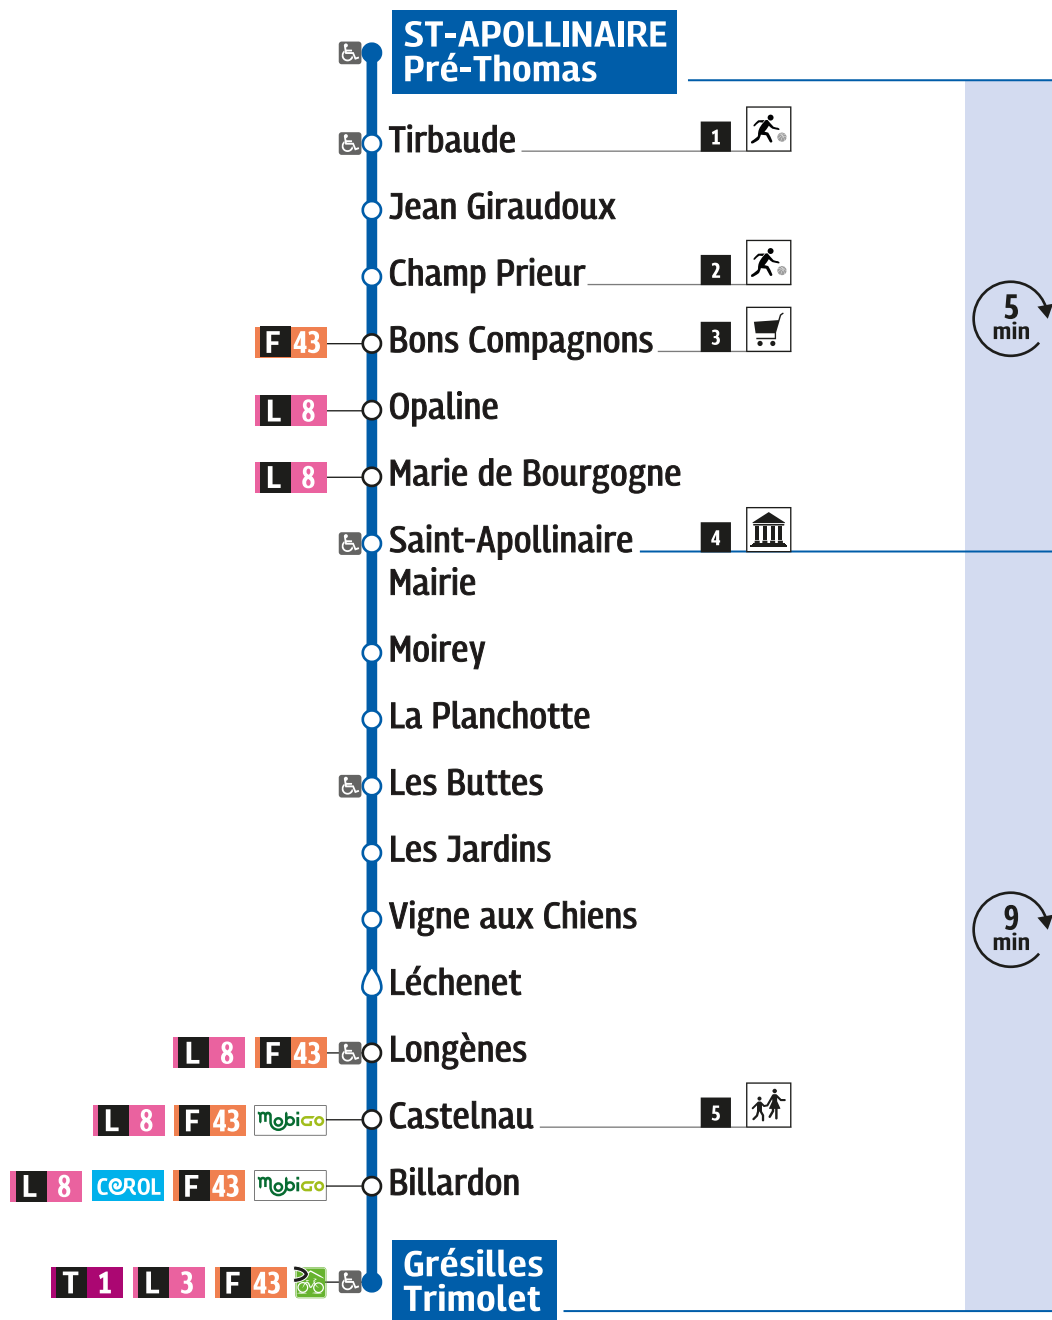 ST-APOLLINAIRE
Pré-Thomas
Tirbaude 1
Jean Giraudoux
Champ Prieur 2
5
min
F 43 Bons Compagnons 3
L 8 Opaline
L 8 Marie de Bourgogne
Saint-Apollinaire 4
Mairie
Moirey
La Planchotte
Les Buttes
Les Jardins
Vigne aux Chiens
9
min
Léchenet
L 8 F 43 Longènes
L 8 F 43 mobiGO Castelnau 5
L 8 COROL F 43 mobiGO Billardon
T 1 L 3 F 43 Grésilles
Trimolet